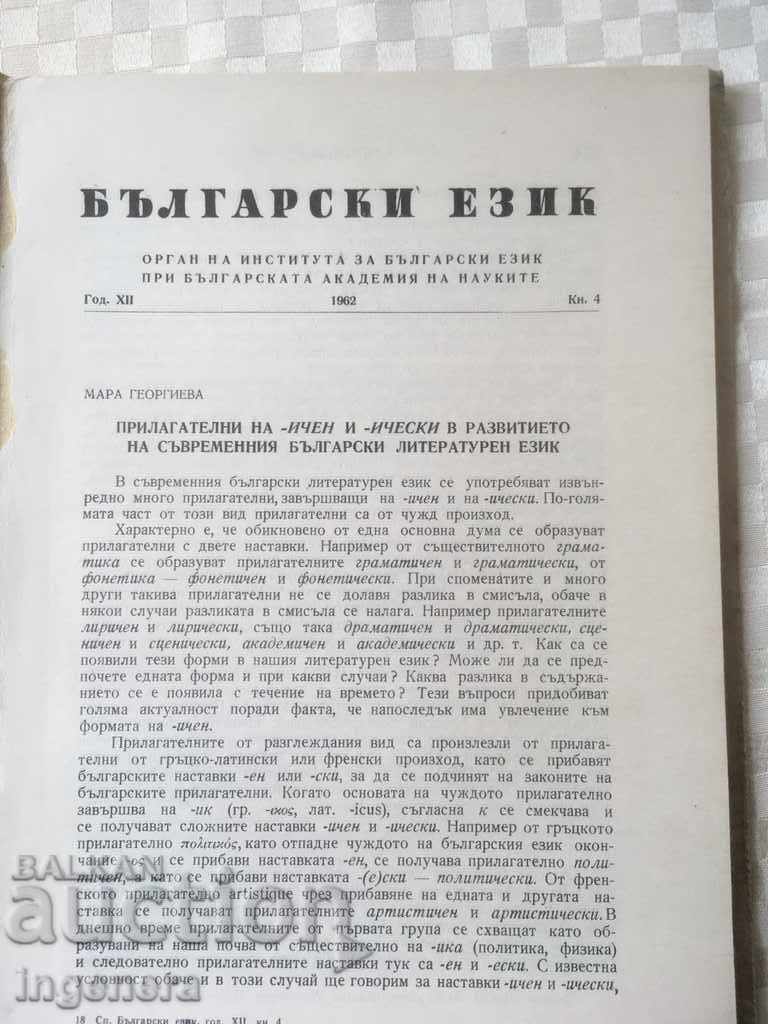 БЪЛГАРСКИ ЕЗИК
ОРГАН НА ИНСТИТУТА ЗА БЪЛГАРСКИ ЕЗИК
ПРИ БЪЛГАРСКАТА АКАДЕМИЯ НА НАУКИТЕ
Год. XII 1962 Кн. 4
МАРА ГЕОРГИЕВА
ПРИЛАГАТЕЛНИ НА -ИЧЕН И -ИЧЕСКИ В РАЗВИТИЕТО
НА СЪВРЕМЕННИЯ БЪЛГАРСКИ ЛИТЕРАТУРЕН ЕЗИК
В съвременния български литературен език се употребяват извън-
редно много прилагателни, завършващи на -ичен и на -ически. По-голя-
мата част от този вид прилагателни са от чужд произход.
Характерно е, че обикновено от една основна дума се образуват
прилагателни с двете наставки. Например от съществителното грама-
тика се образуват прилагателните граматичен и граматически, от
фонетика — фонетичен и фонетически. При споменатите и много
други такива прилагателни не се долавя разлика в смисъла, обаче в
някои случаи разликата в смисъла се налага. Например прилагателните
лиричен и лирически, също така драматичен и драматически, сце-
ничен и сценически, академичен и академически и др. т. Как са се
появили тези форми в нашия литературен език? Може ли да се пред-
почете едната форма и при какви случаи? Каква разлика в съдържа-
нието се е появила с течение на времето? Тези въпроси придобиват
голяма актуалност поради факта, че напоследък има увлечение към
формата на -ичен.
Прилагателните от разглеждания вид са произлезли от прилага-
телни от гръцко-латински или френски произход, като се прибавят
българските наставки -ен или -ски, за да се подчинят на законите на
българските прилагателни. Когато основата на чуждото прилагателно
завършва на -ик (гр. -ικος, лат. -icus), съгласна к се смекчава и
се получават сложните наставки -ичен и -ически. Например от гръцкото
прилагателно πολιτικός, като отпадне чуждото на българския език окон-
чание -ος и се прибави наставката -ен, се получава прилагателно поли-
тичен, а като се прибави наставката -(е)ски — политически. От френ-
ското прилагателно artistique чрез прибавяне на едната и другата на-
ставка се получават прилагателните артистичен и артистически. В
днешно време прилагателните от първата група се схващат като об-
разувани на наша почва от съществително на -ика (политика, физика)
и следователно прилагателните наставки тук са -ен и -ески. С известна
условност обаче и в този случай ще говорим за наставки -ичен и -ически,
18 Сп. Български език, год. XII, кн. 4
BALKAN
auction
ingenera